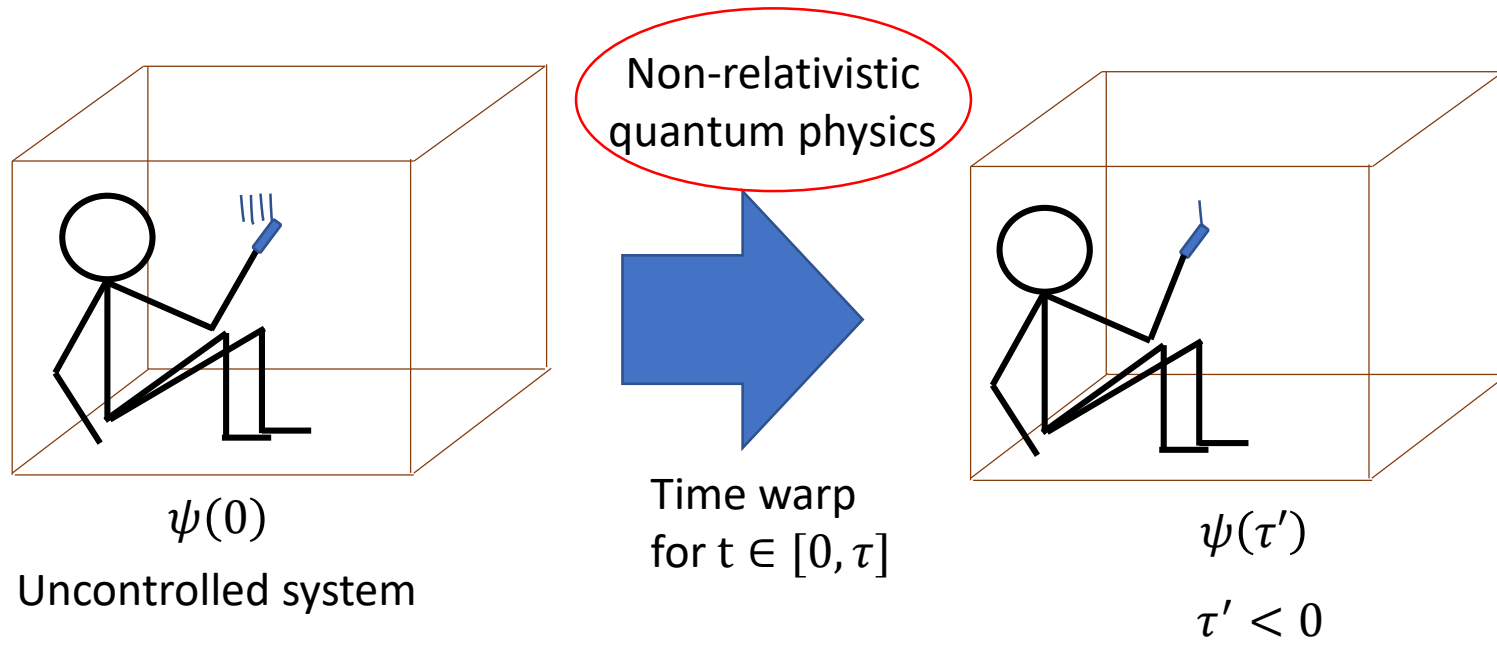 Non-relativistic
quantum physics
ψ(0)
Uncontrolled system
Time warp
for t ∈ [0, τ]
ψ(τ′)
τ′ < 0